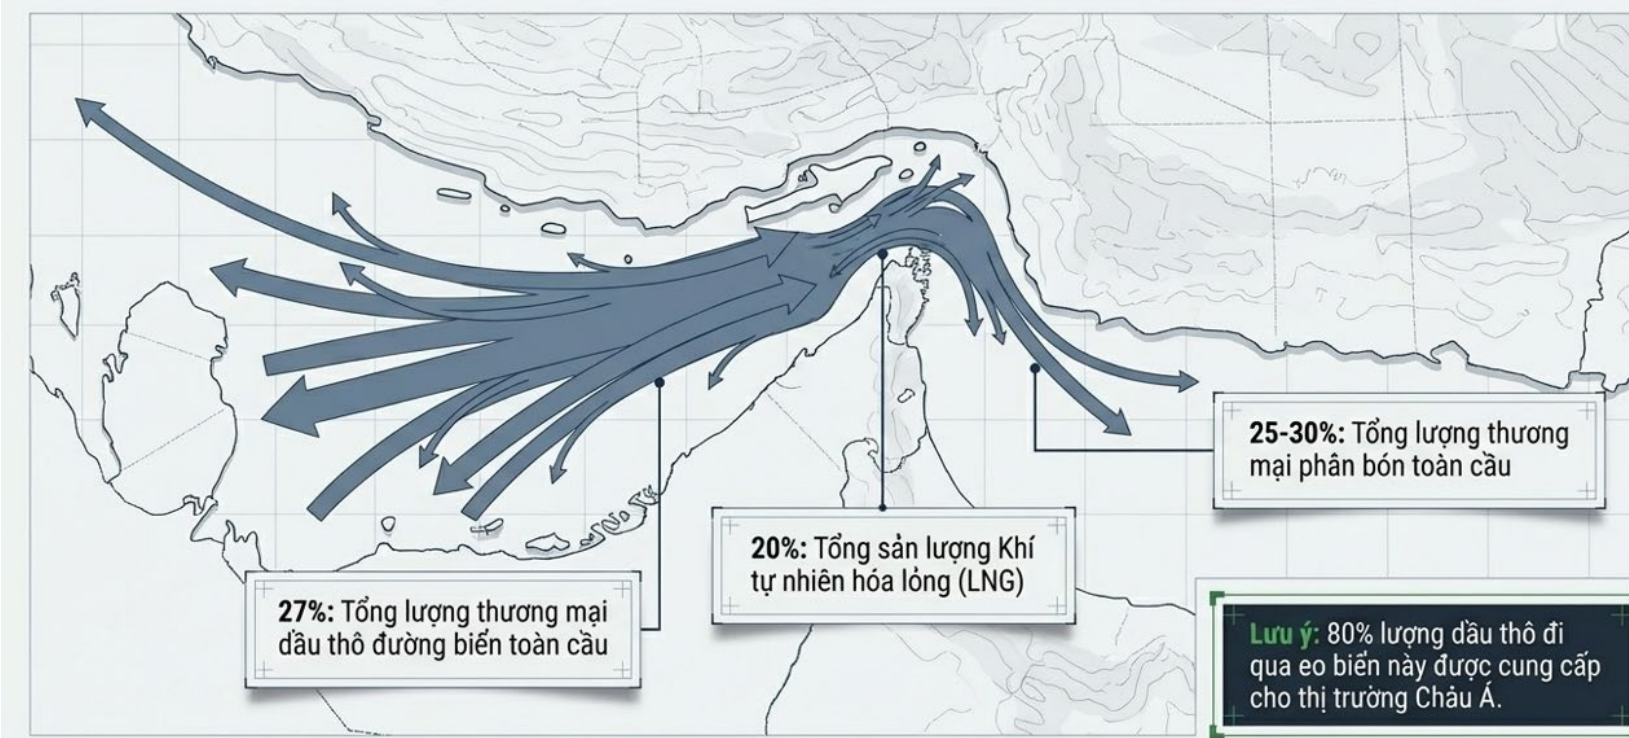 25-30%: Tổng lượng thương
mại phân bón toàn cầu
20%: Tổng sản lượng Khí
tự nhiên hóa lỏng (LNG)
27%: Tổng lượng thương mại
dầu thô đường biển toàn cầu
Lưu ý: 80% lượng dầu thô đi
qua eo biển này được cung cấp
cho thị trường Châu Á.